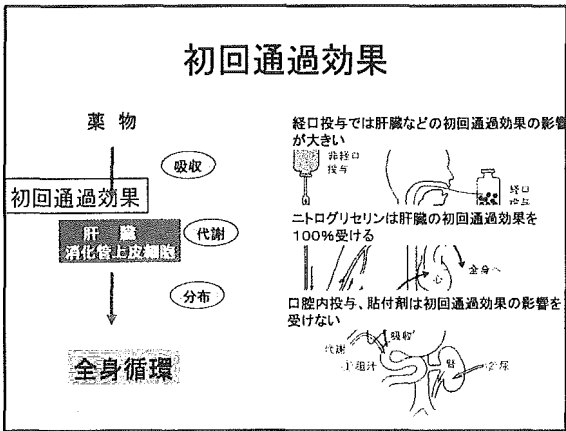 初回通過効果
薬 物
吸収
初回通過効果
肝 臓
消化管上皮細胞
代謝
分布
全身循環
経口投与では肝臓などの初回通過効果の影響
が大きい
非経口
投与
経口
投与
ニトログリセリンは肝臓の初回通過効果を
100%受ける
心
全身へ
口腔内投与、貼付剤は初回通過効果の影響を
受けない
吸収
代謝
胆汁
腎
尿